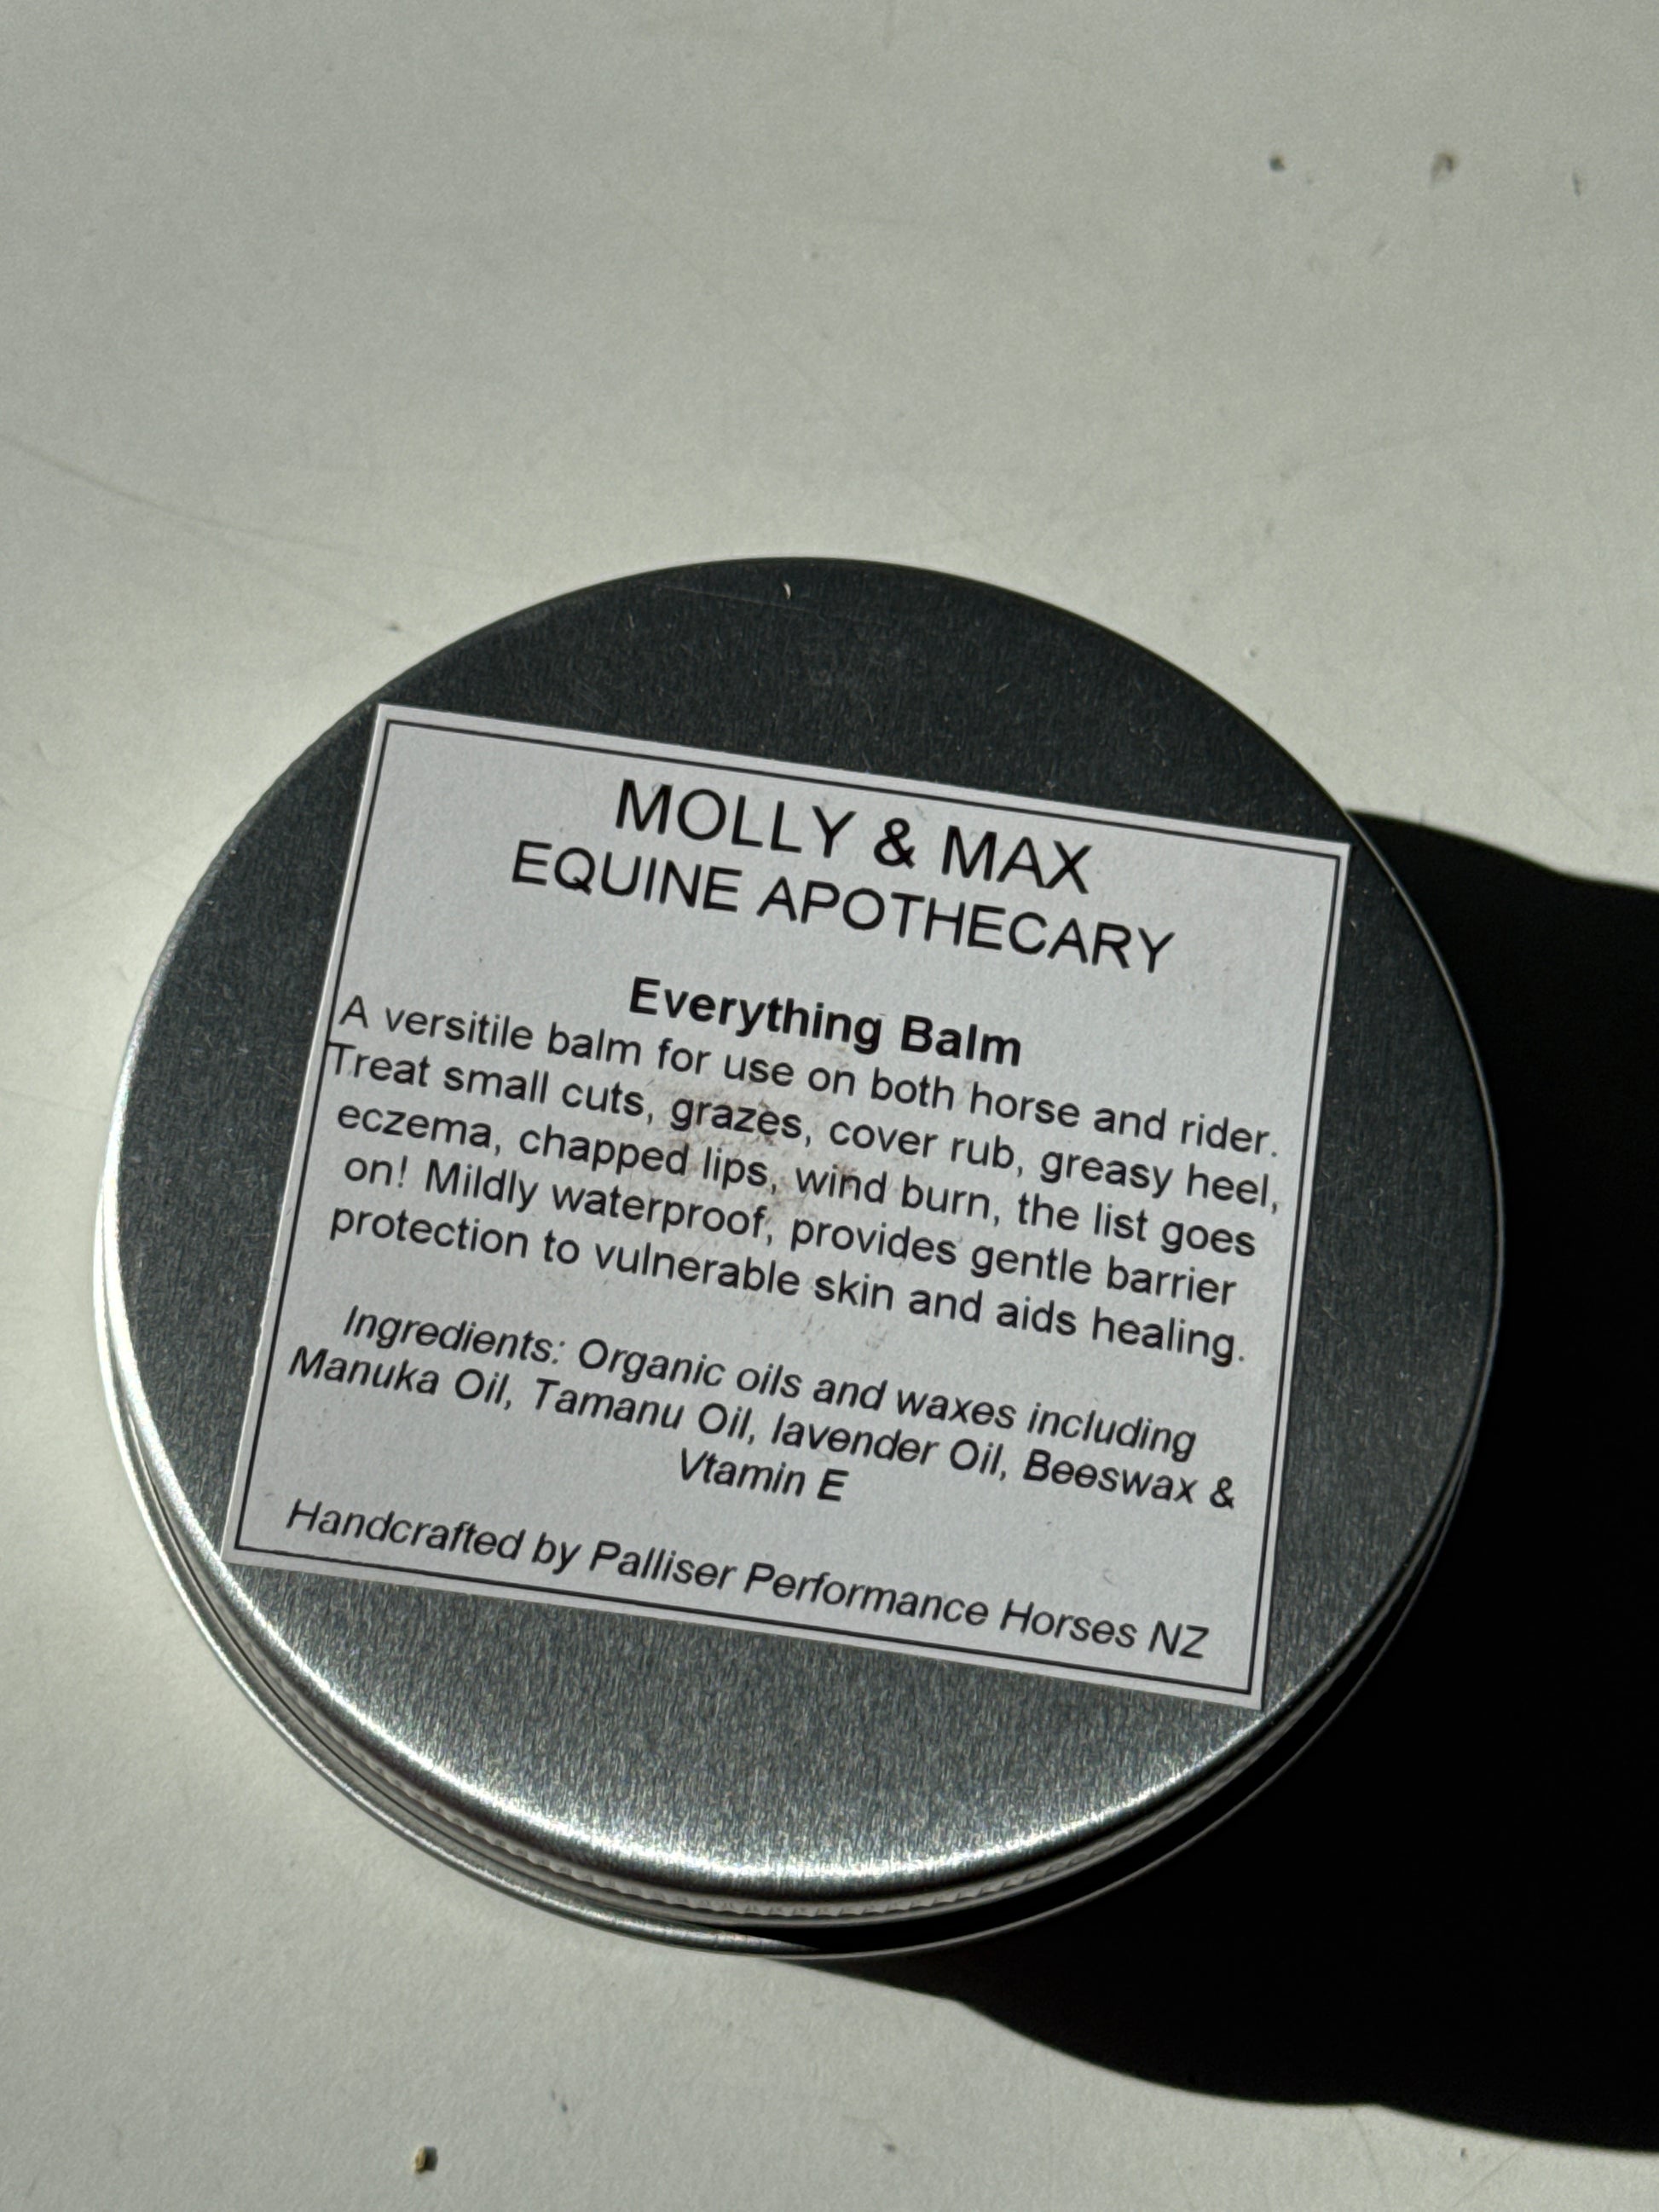 MOLLY & MAX
EQUINE APOTHECARY
Everything Balm
A versitile balm for use on both horse and rider.
Treat small cuts, grazes, cover rub, greasy heel,
eczema, chapped lips, wind burn, the list goes
on! Mildly waterproof, provides gentle barrier
protection to vulnerable skin and aids healing.
Ingredients: Organic oils and waxes including
Manuka Oil, Tamanu Oil, lavender Oil, Beeswax &
Vtamin E
Handcrafted by Palliser Performance Horses NZ